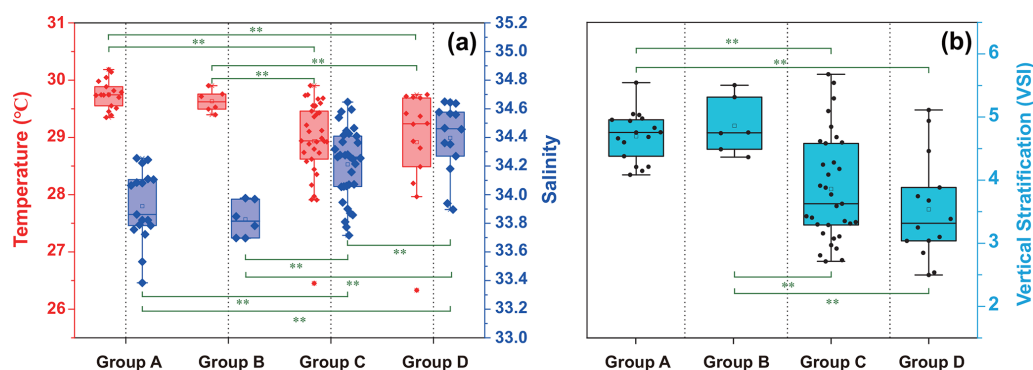 (a)
Temperature (℃)
31
30
29
28
27
26
Salinity
35.2
35.0
34.8
34.6
34.4
34.2
34.0
33.8
33.6
33.4
33.2
33.0
**
**
**
**
**
**
**
**
**
Group A
Group B
Group C
Group D
(b)
Vertical Stratification (VSI)
6
5
4
3
2
**
**
**
**
Group A
Group B
Group C
Group D